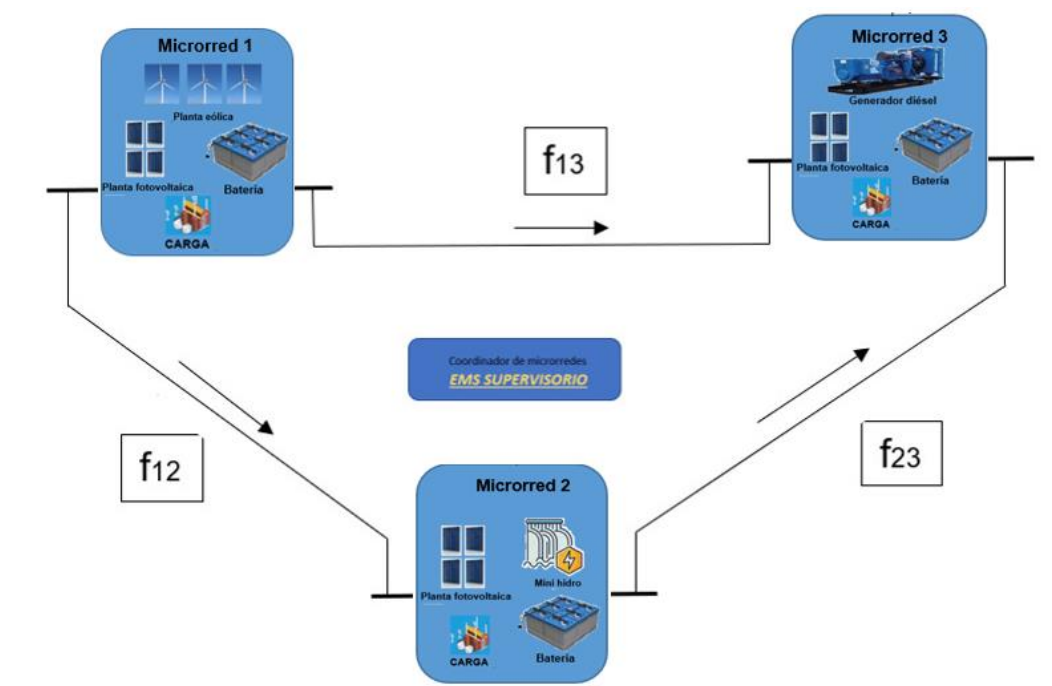 Microrred 1
Planta eólica
Planta fotovoltaica
Batería
CARGA
Microrred 3
Generador diésel
Planta fotovoltaica
Batería
CARGA
f13
Coordinador de microrredes
EMS SUPERVISORIO
f12
f23
Microrred 2
Planta fotovoltaica
Mini hidro
CARGA
Batería